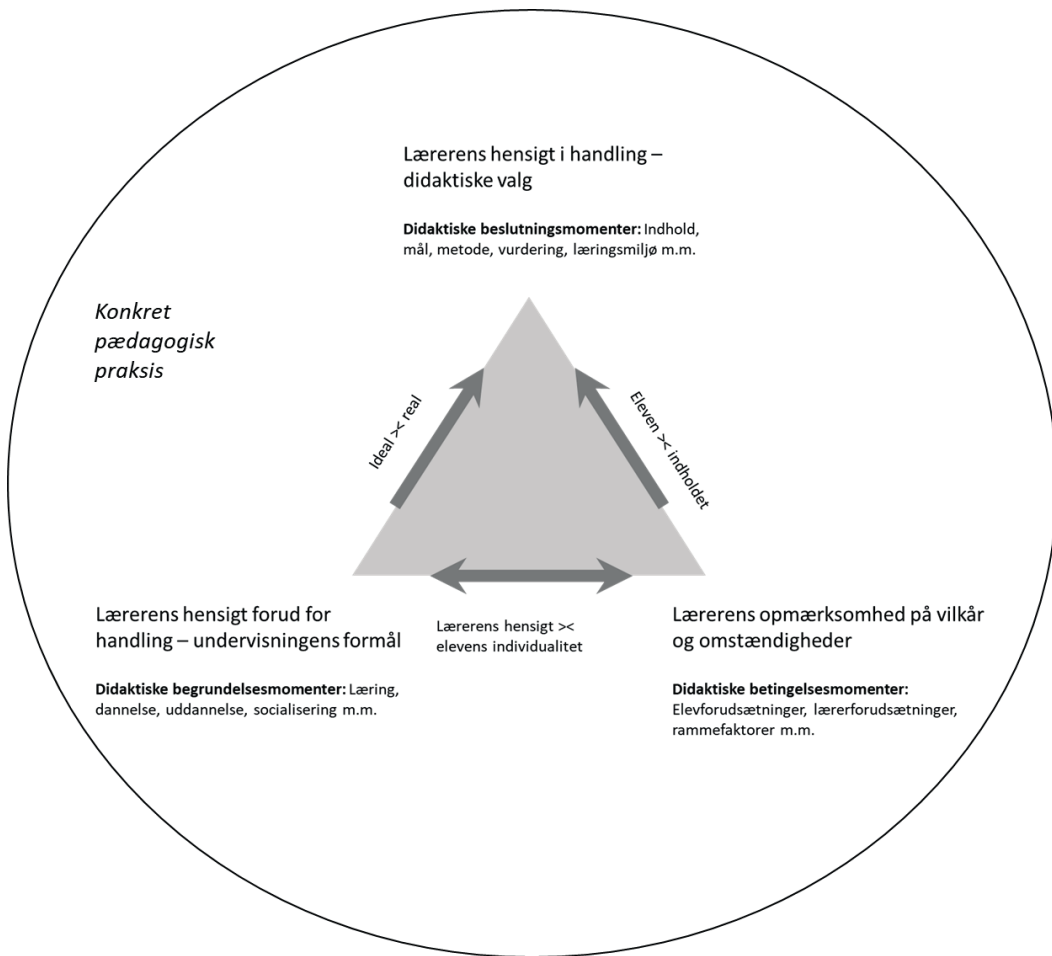 Lærerens hensigt i handling –
didaktiske valg
Didaktiske beslutningsmomenter: Indhold,
mål, metode, vurdering, læringsmiljø m.m.
Konkret
pædagogisk
praksis
Ideal >< real
Eleven >< indholdet
Lærerens hensigt forud for
handling – undervisningens formål
Didaktiske begrundelsesmomenter: Læring,
dannelse, uddannelse, socialisering m.m.
Lærerens hensigt ><
elevens individualitet
Lærerens opmærksomhed på vilkår
og omstændigheder
Didaktiske betingelsesmomenter:
Elevforudsætninger, lærerforudsætninger,
rammefaktorer m.m.